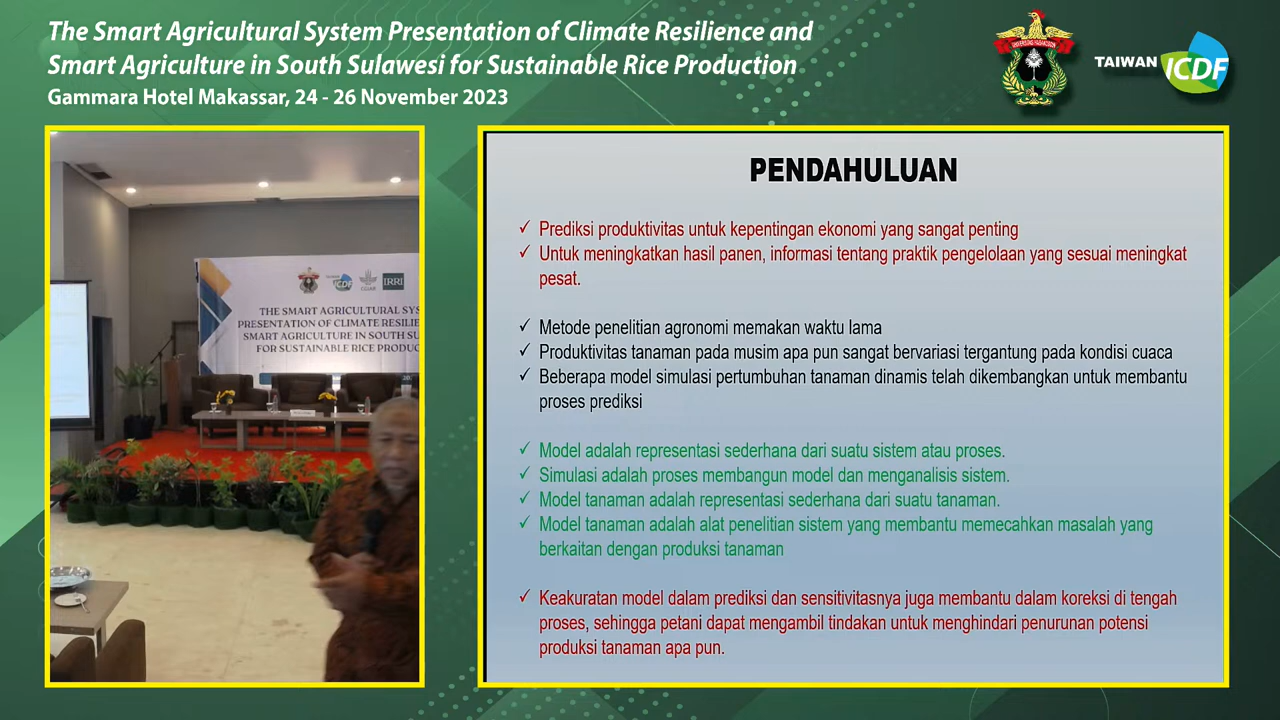 The Smart Agricultural System Presentation of Climate Resilience and
Smart Agriculture in South Sulawesi for Sustainable Rice Production
Gammara Hotel Makassar, 24 - 26 November 2023
UNIVERSITAS HASANUDDIN
TAIWAN ICDF
ICDF
CGIAR
IRRI
THE SMART AGRICULTURAL SYS
PRESENTATION OF CLIMATE RESILIE
SMART AGRICULTURE IN SOUTH SU
FOR SUSTAINABLE RICE PRODUC
PENDAHULUAN
✓ Prediksi produktivitas untuk kepentingan ekonomi yang sangat penting
✓ Untuk meningkatkan hasil panen, informasi tentang praktik pengelolaan yang sesuai meningkat
pesat.
✓ Metode penelitian agronomi memakan waktu lama
✓ Produktivitas tanaman pada musim apa pun sangat bervariasi tergantung pada kondisi cuaca
✓ Beberapa model simulasi pertumbuhan tanaman dinamis telah dikembangkan untuk membantu
proses prediksi
✓ Model adalah representasi sederhana dari suatu sistem atau proses.
✓ Simulasi adalah proses membangun model dan menganalisis sistem.
✓ Model tanaman adalah representasi sederhana dari suatu tanaman.
✓ Model tanaman adalah alat penelitian sistem yang membantu memecahkan masalah yang
berkaitan dengan produksi tanaman
✓ Keakuratan model dalam prediksi dan sensitivitasnya juga membantu dalam koreksi di tengah
proses, sehingga petani dapat mengambil tindakan untuk menghindari penurunan potensi
produksi tanaman apa pun.